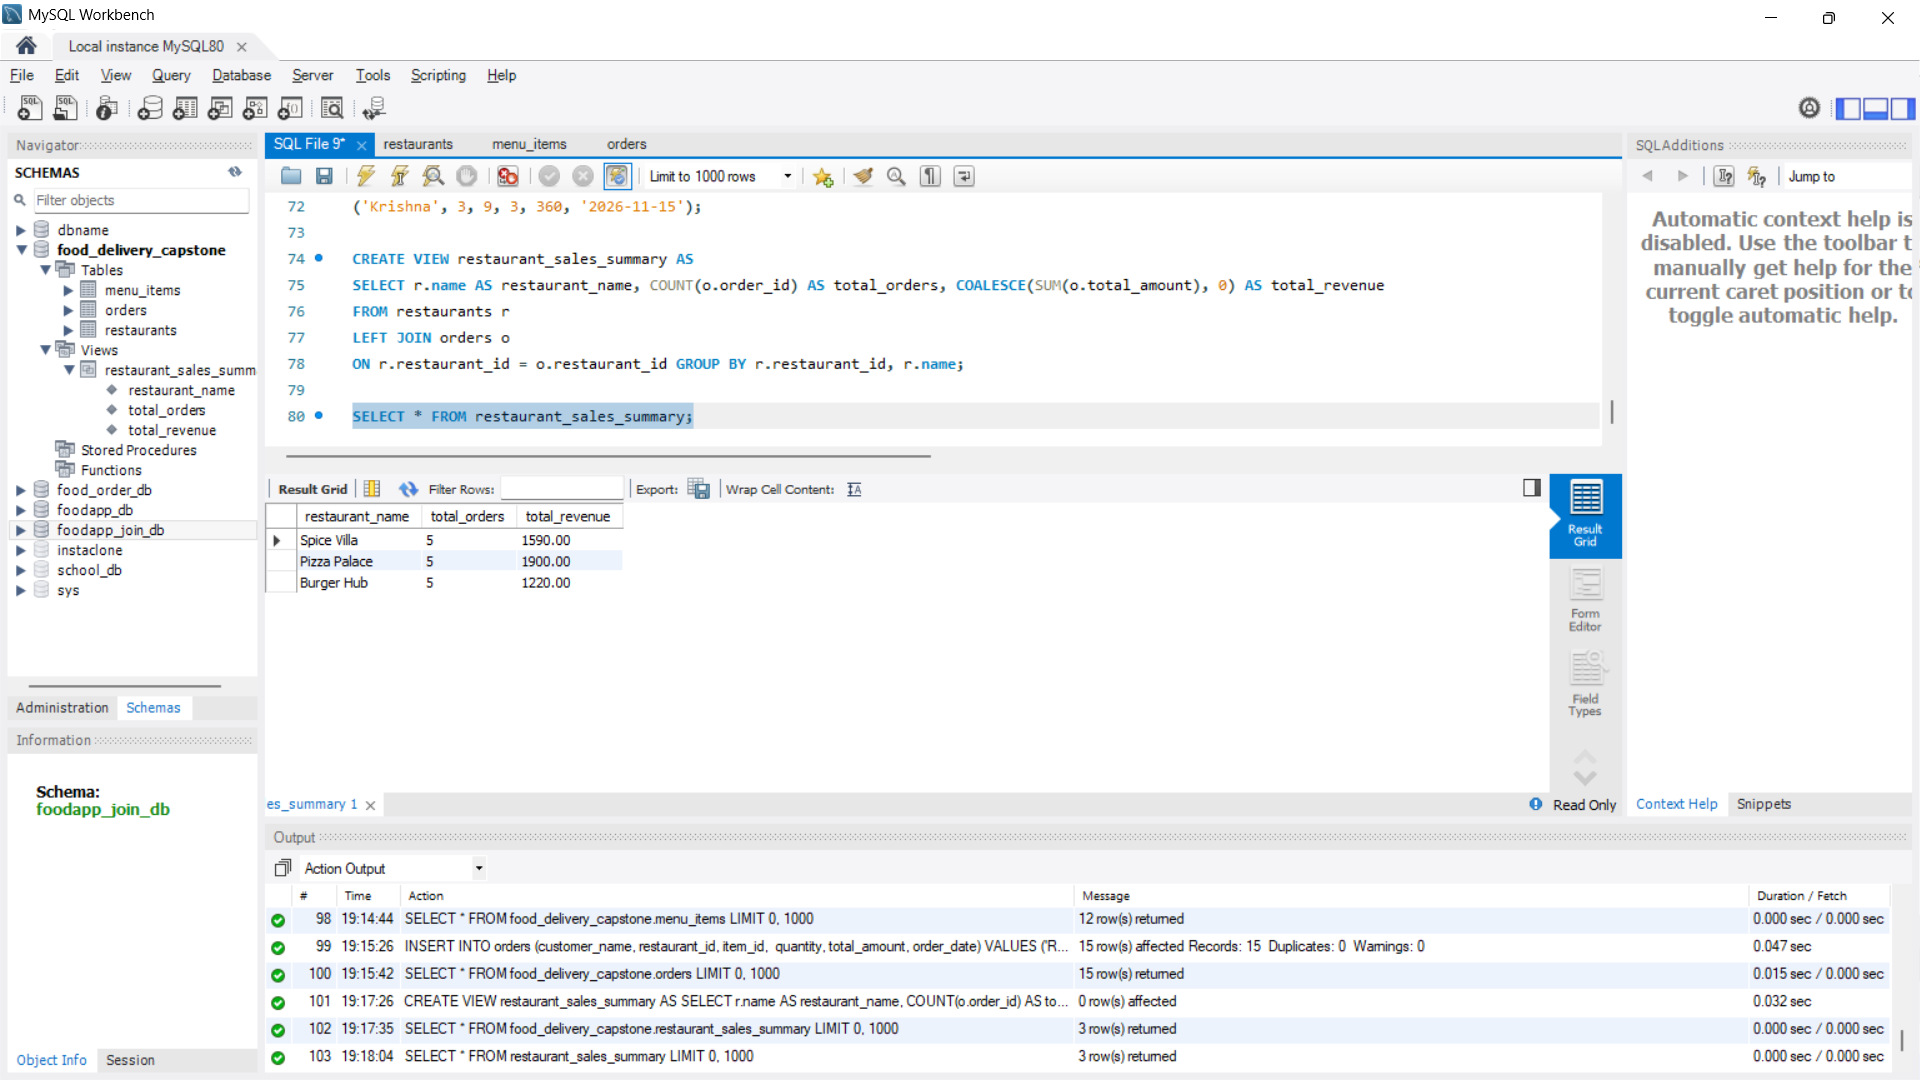 MySQL Workbench
Local instance MySQL80
File Edit View Query Database Server Tools Scripting Help
Navigator
SCHEMAS
Filter objects
dbname
food_delivery_capstone
Tables
menu_items
orders
restaurants
Views
restaurant_sales_summ
restaurant_name
total_orders
total_revenue
Stored Procedures
Functions
food_order_db
foodapp_db
foodapp_join_db
instaclone
school_db
sys
Administration Schemas
Information
Schema:
foodapp_join_db
Object Info Session
SQL File 9* restaurants menu_items orders
Limit to 1000 rows
72 ('Krishna', 3, 9, 3, 360, '2026-11-15');
73
74 CREATE VIEW restaurant_sales_summary AS
75 SELECT r.name AS restaurant_name, COUNT(o.order_id) AS total_orders, COALESCE(SUM(o.total_amount), 0) AS total_revenue
76 FROM restaurants r
77 LEFT JOIN orders o
78 ON r.restaurant_id = o.restaurant_id GROUP BY r.restaurant_id, r.name;
79
80 SELECT * FROM restaurant_sales_summary;
Result Grid Filter Rows: Export: Wrap Cell Content:
restaurant_name total_orders total_revenue
Spice Villa 5 1590.00
Pizza Palace 5 1900.00
Burger Hub 5 1220.00
Result
Grid
Form
Editor
Field
Types
es_summary 1
Read Only
SQLAdditions
Jump to
Automatic context help is
disabled. Use the toolbar t
manually get help for the
current caret position or to
toggle automatic help.
Context Help Snippets
Output
Action Output
# Time Action Message Duration / Fetch
98 19:14:44 SELECT * FROM food_delivery_capstone.menu_items LIMIT 0, 1000 12 row(s) returned 0.000 sec / 0.000 sec
99 19:15:26 INSERT INTO orders (customer_name, restaurant_id, item_id, quantity, total_amount, order_date) VALUES ('R... 15 row(s) affected Records: 15 Duplicates: 0 Warnings: 0 0.047 sec
100 19:15:42 SELECT * FROM food_delivery_capstone.orders LIMIT 0, 1000 15 row(s) returned 0.015 sec / 0.000 sec
101 19:17:26 CREATE VIEW restaurant_sales_summary AS SELECT r.name AS restaurant_name, COUNT(o.order_id) AS to... 0 row(s) affected 0.032 sec
102 19:17:35 SELECT * FROM food_delivery_capstone.restaurant_sales_summary LIMIT 0, 1000 3 row(s) returned 0.000 sec / 0.000 sec
103 19:18:04 SELECT * FROM restaurant_sales_summary LIMIT 0, 1000 3 row(s) returned 0.000 sec / 0.000 sec